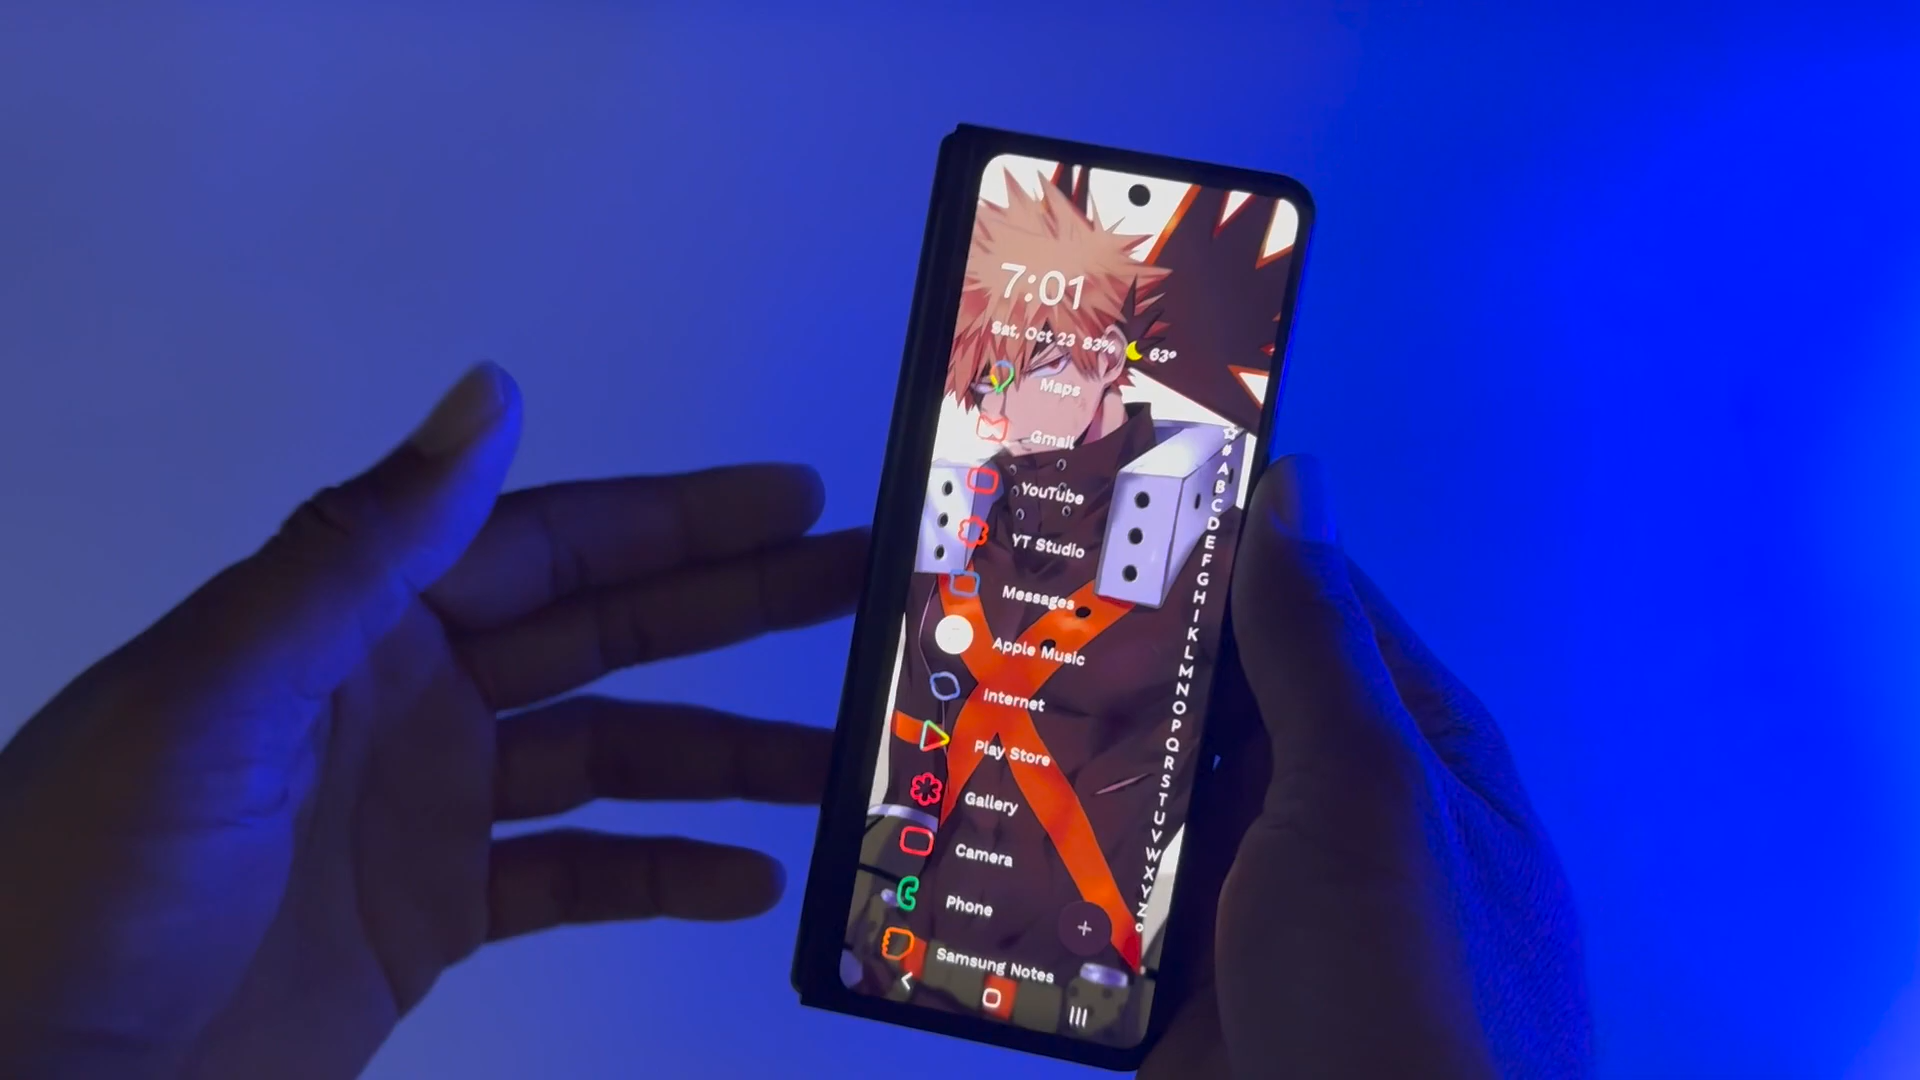 7:01
Sat, Oct 23 83% 63°
Maps
Gmail
YouTube
YT Studio
Messages
Apple Music
Internet
Play Store
Gallery
Camera
Phone
Samsung Notes
#
A
B
C
D
E
F
G
H
I
K
L
M
N
O
P
Q
R
S
T
U
V
W
X
Y
Z